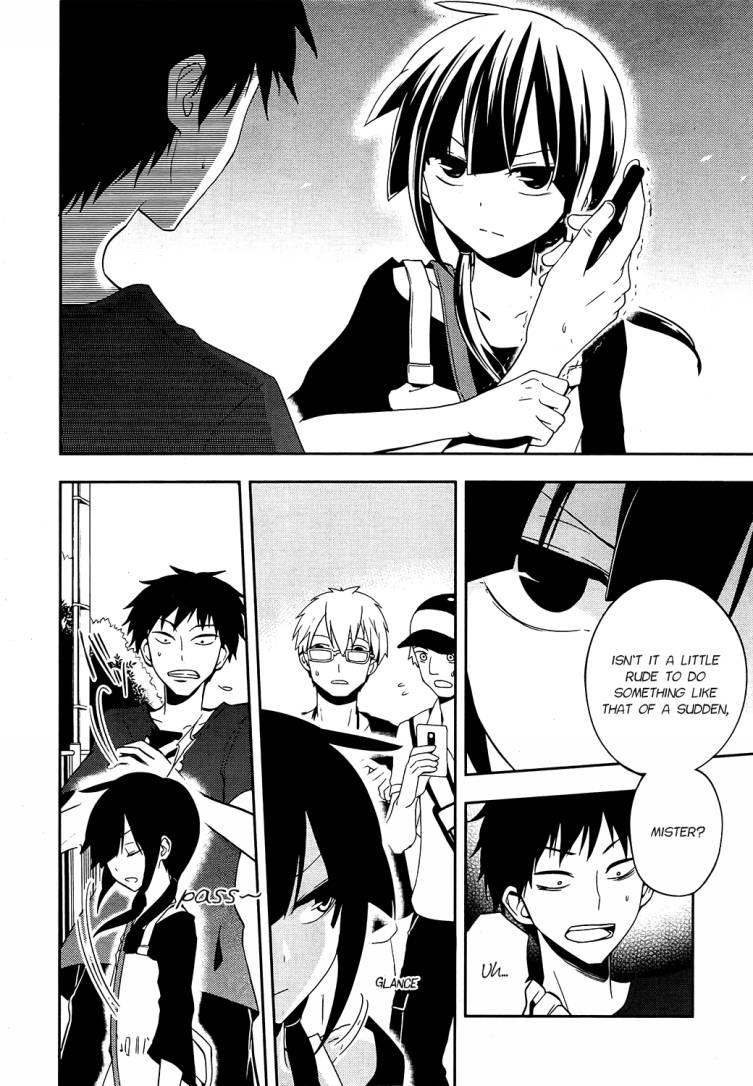 ISN'T IT A LITTLE
RUDE TO DO
SOMETHING LIKE
THAT OF A SUDDEN,
MISTER?
Uh...
GLANCE
pass~